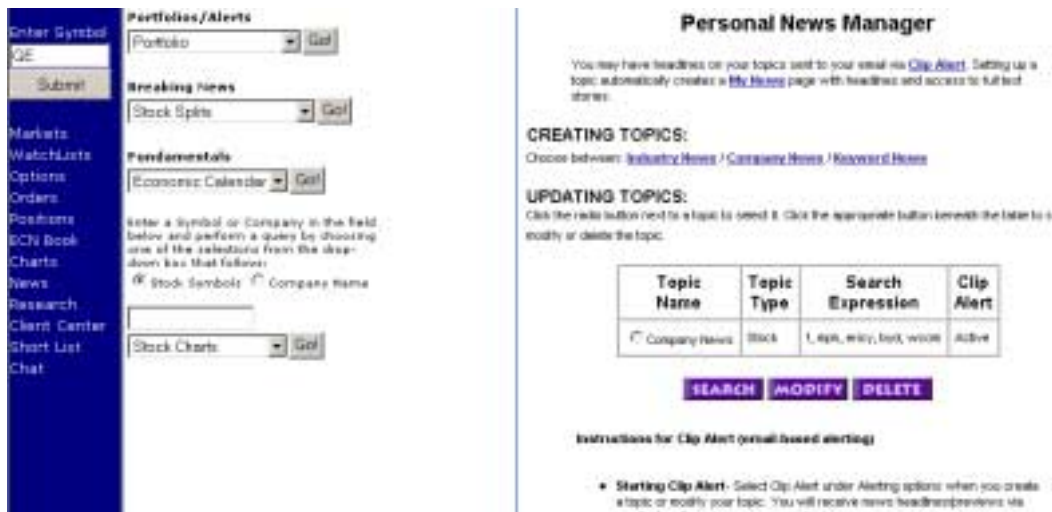 Enter Symbol
QE
Submit
Markets
WatchLists
Options
Orders
Positions
ECN Book
Charts
News
Research
Client Center
Short List
Chat
Portfolios/Alerts
Portfolio Go!
Breaking News
Stock Splits Go!
Fundamentals
Economic Calendar Go!
Enter a Symbol or Company in the field
below and perform a query by choosing
one of the selections from the drop-
down box that follows:
Stock Symbols Company Name
Stock Charts Go!
Personal News Manager
You may have headlines on your topics sent to your email via Clip Alert. Setting up a
topic automatically creates a My News page with headlines and access to full text
stories.
CREATING TOPICS:
Choose between: Industry News / Company News / Keyword News
UPDATING TOPICS:
Click the radio button next to a topic to select it. Click the appropriate button beneath the table to s
modify or delete the topic.
Topic Name Topic Type Search Expression Clip Alert
Company News Stock Active
SEARCH MODIFY DELETE
Instructions for Clip Alert (email-based alerting)
• Starting Clip Alert- Select Clip Alert under Alerting options when you create
a topic or modify your topic. You will receive news headlines/previews via